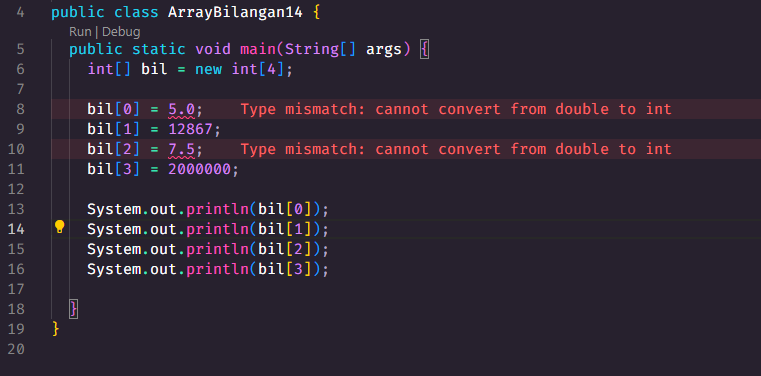 4 public class ArrayBilangan14 {
Run | Debug
5 public static void main(String[] args) {
6 int[] bil = new int[4];
7
8 bil[0] = 5.0; Type mismatch: cannot convert from double to int
9 bil[1] = 12867;
10 bil[2] = 7.5; Type mismatch: cannot convert from double to int
11 bil[3] = 2000000;
12
13 System.out.println(bil[0]);
14 System.out.println(bil[1]);
15 System.out.println(bil[2]);
16 System.out.println(bil[3]);
17
18 }
19 }
20